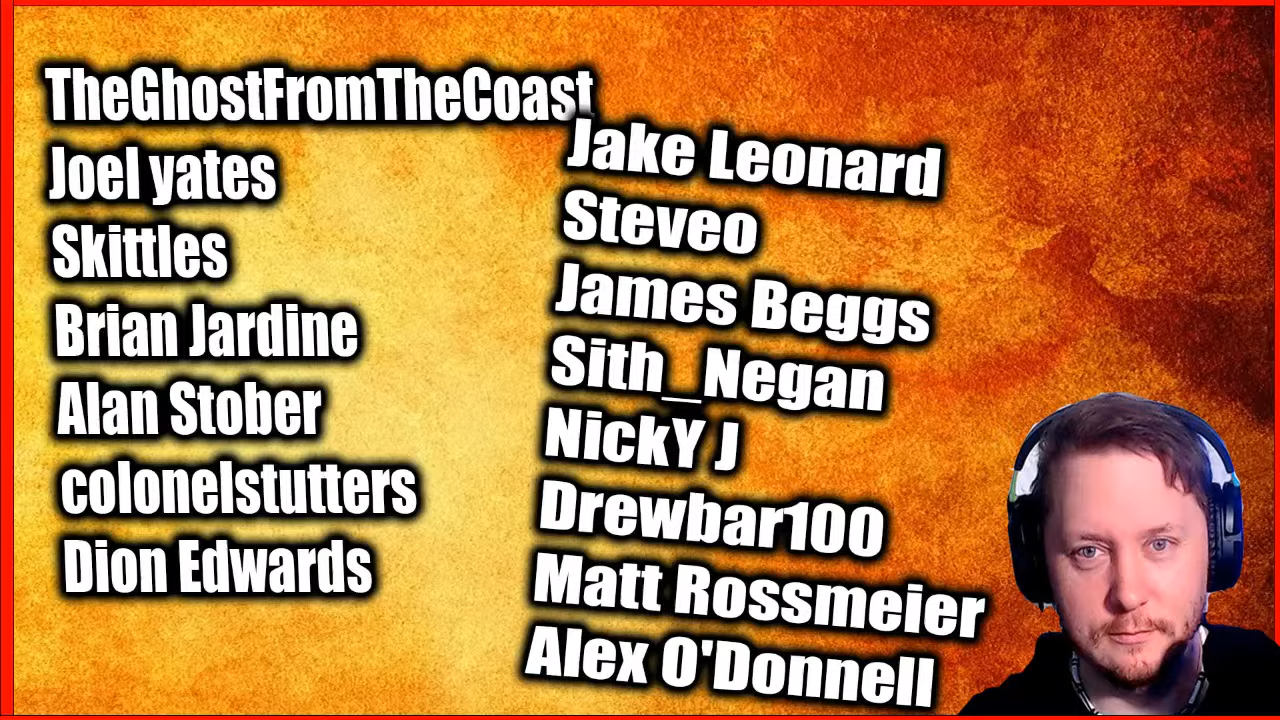 TheGhostFromTheCoast
Joel yates
Skittles
Brian Jardine
Alan Stober
colonelstutters
Dion Edwards
Jake Leonard
Steveo
James Beggs
Sith_Negan
NickY J
Drewbar100
Matt Rossmeier
Alex O'Donnell